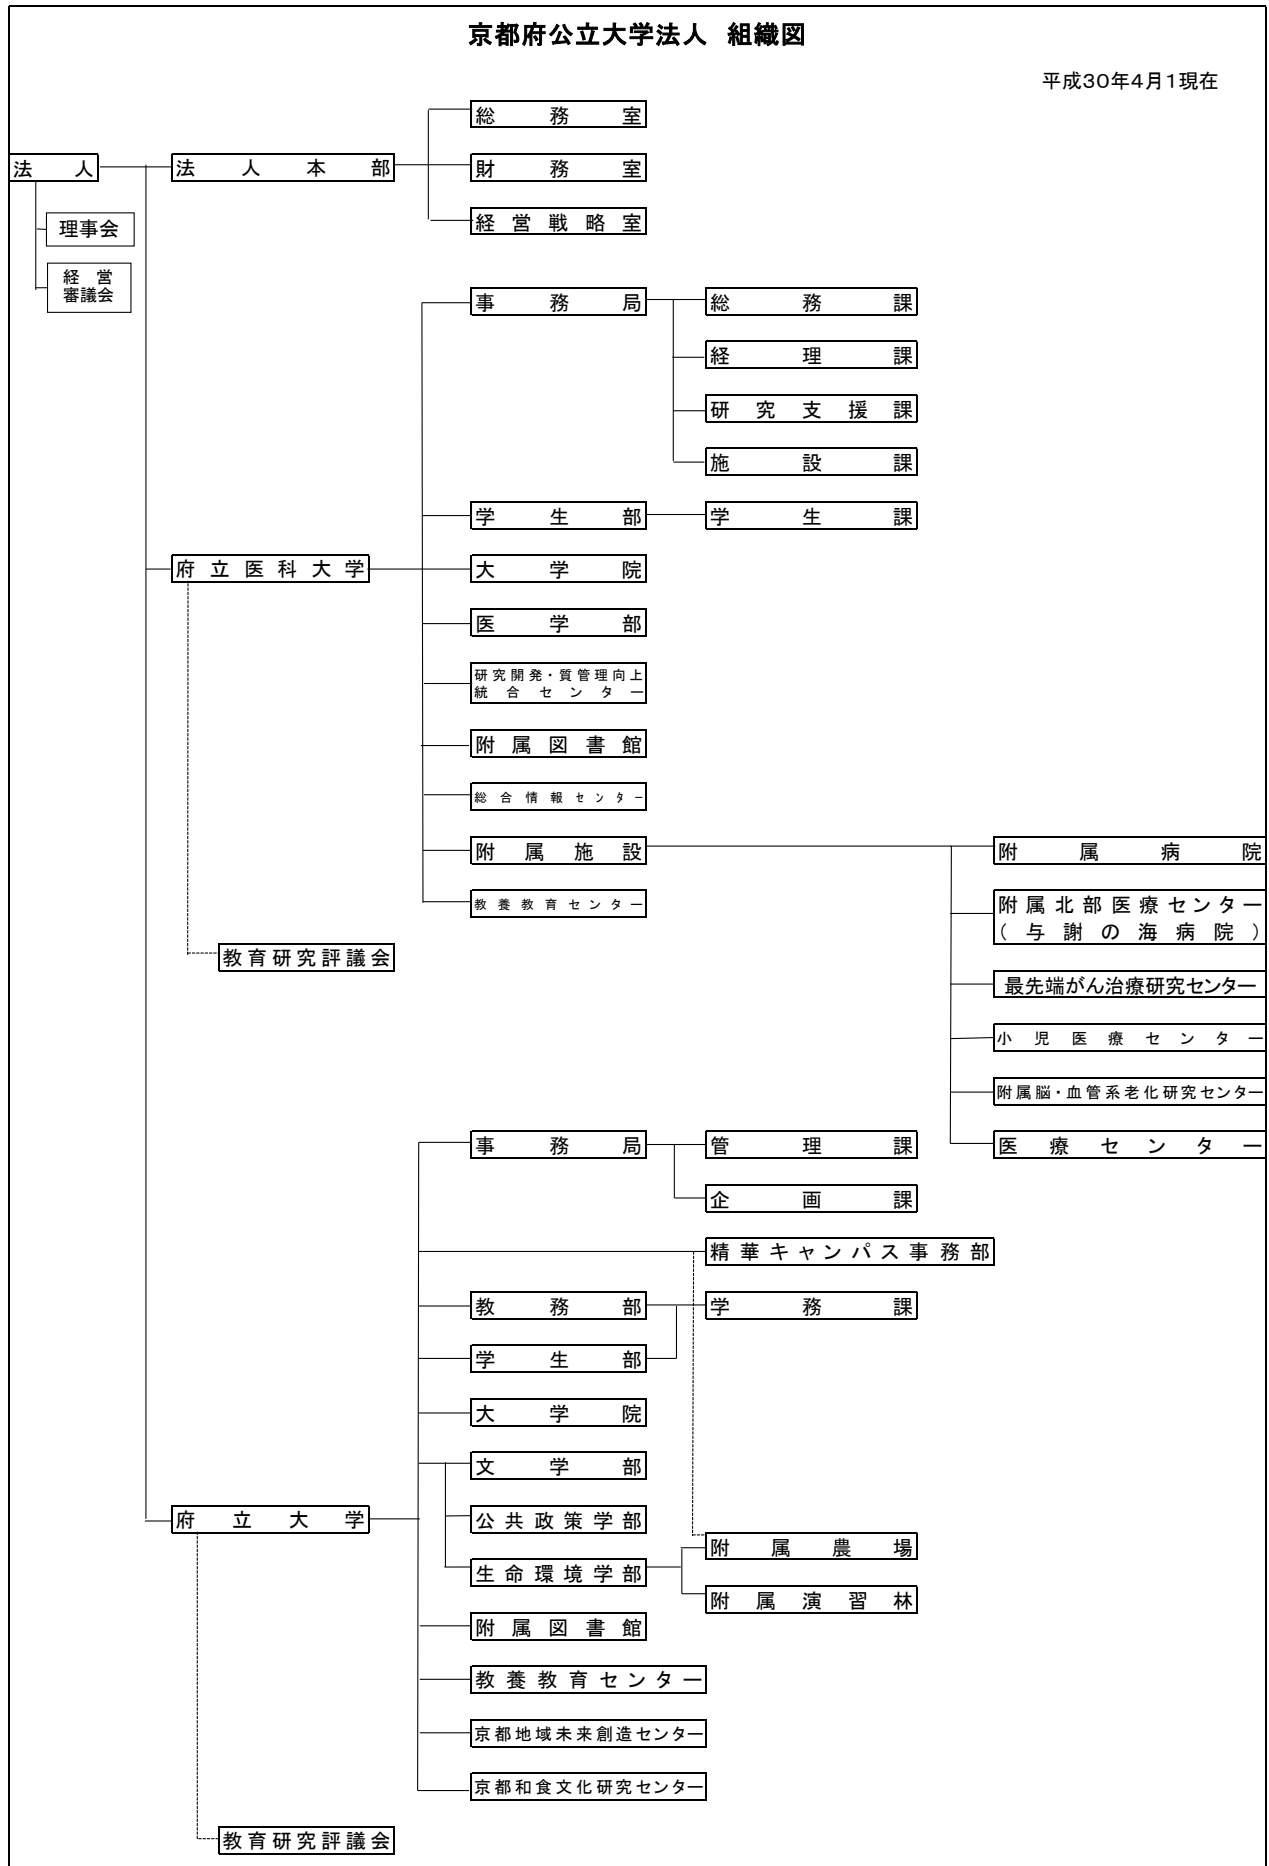 京都府公立大学法人 組織図
平成30年4月1現在
総務室
法人
法人本部
財務室
経営戦略室
理事会
経営
審議会
事務局
総務課
経理課
研究支援課
施設課
学生部
学生課
府立医科大学
大学院
医学部
研究開発・質管理向上
統合センター
附属図書館
総合情報センター
附属施設
附属病院
教養教育センター
附属北部医療センター
(与謝の海病院)
教育研究評議会
最先端がん治療研究センター
小児医療センター
附属脳・血管系老化研究センター
医療センター
事務局
管理課
企画課
精華キャンパス事務部
教務部
学務課
学生部
大学院
文学部
府立大学
公共政策学部
附属農場
生命環境学部
附属演習林
附属図書館
教養教育センター
京都地域未来創造センター
京都和食文化研究センター
教育研究評議会